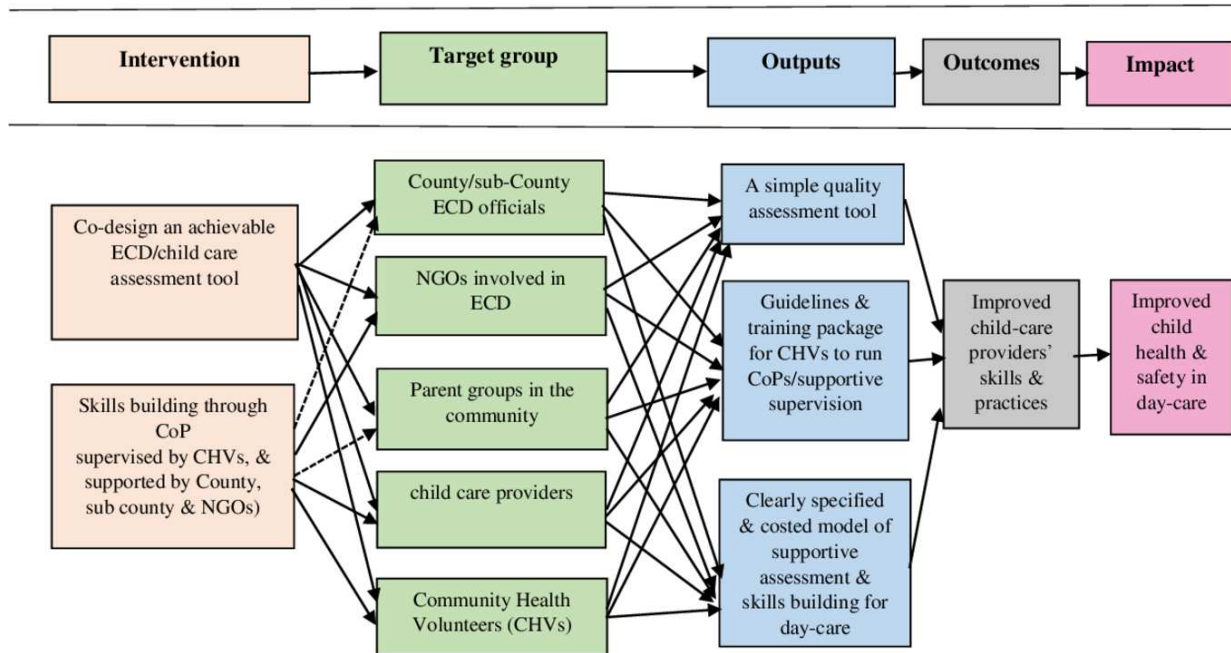 Intervention
Target group
Outputs
Outcomes
Impact
Co-design an achievable
ECD/child care
assessment tool
Skills building through
CoP
supervised by CHVs, &
supported by County,
sub county & NGOs)
County/sub-County
ECD officials
NGOs involved in
ECD
Parent groups in the
community
child care providers
Community Health
Volunteers (CHVs)
A simple quality
assessment tool
Guidelines &
training package
for CHVs to run
CoPs/supportive
supervision
Clearly specified
& costed model of
supportive
assessment &
skills building for
day-care
Improved
child-care
providers’
skills &
practices
Improved
child
health &
safety in
day-care